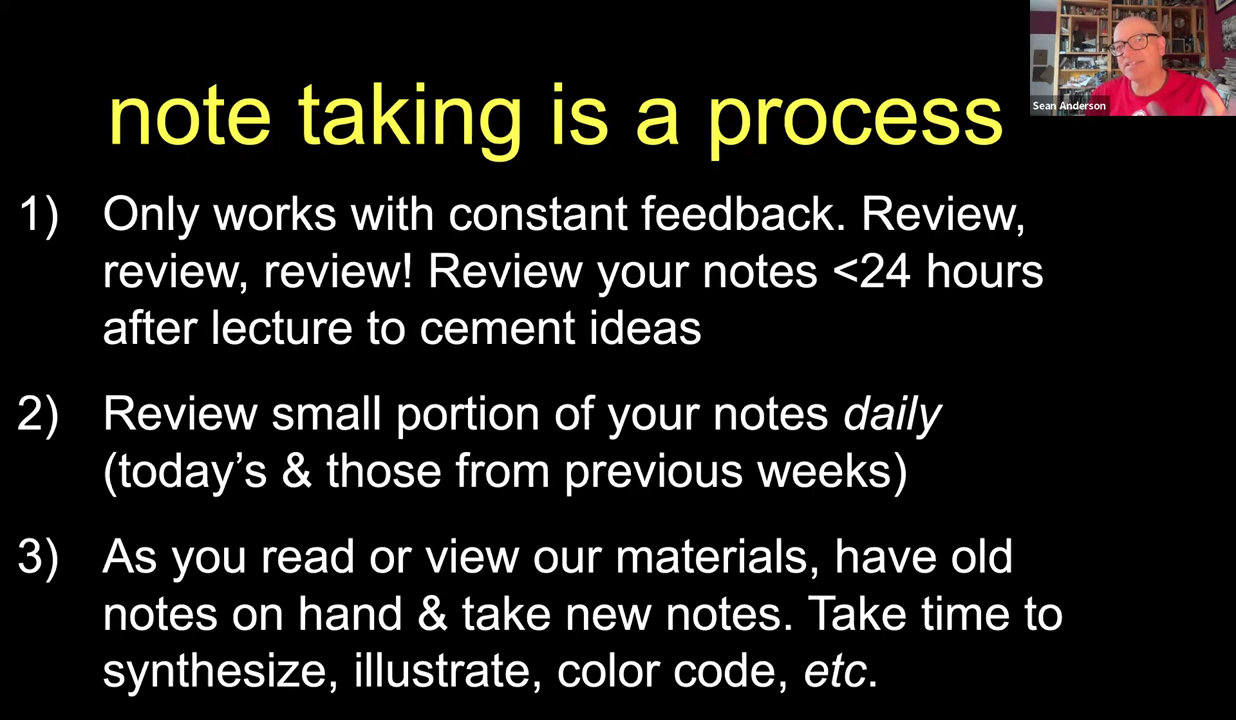 note taking is a process
Sean Anderson
1) Only works with constant feedback. Review,
review, review! Review your notes <24 hours
after lecture to cement ideas
2) Review small portion of your notes daily
(today's & those from previous weeks)
3) As you read or view our materials, have old
notes on hand & take new notes. Take time to
synthesize, illustrate, color code, etc.